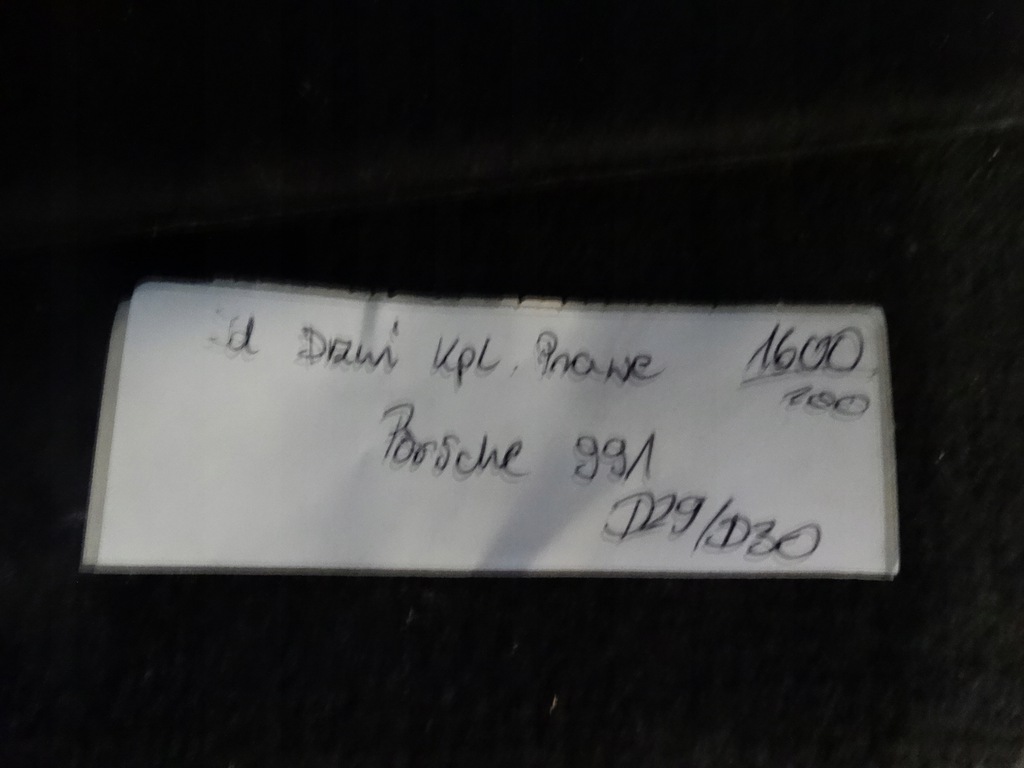 Drzwi Kpl. Prawe 1600
Porsche 991
D29/D30